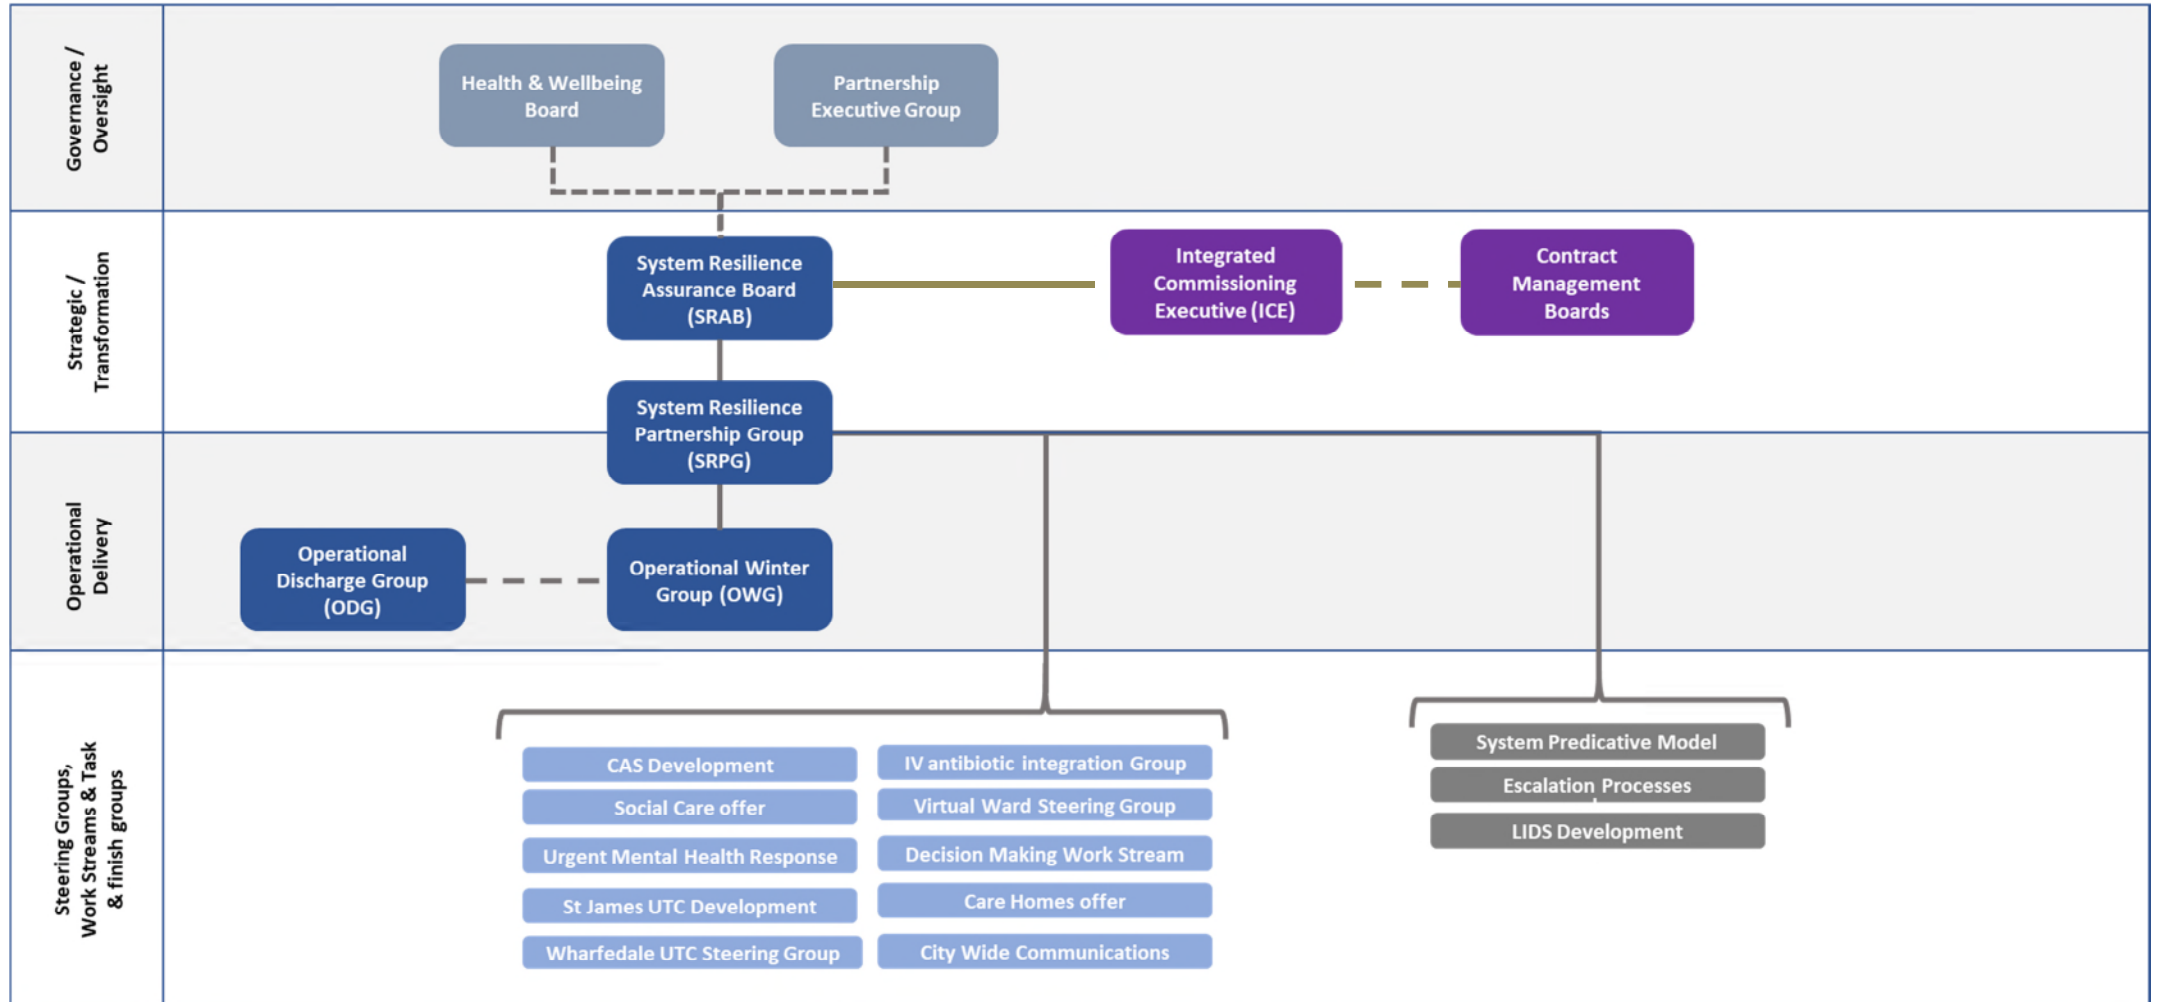 Governance /
Oversight
Health & Wellbeing
Board
Partnership
Executive Group
Strategic /
Transformation
System Resilience
Assurance Board
(SRAB)
Integrated
Commissioning
Executive (ICE)
Contract
Management
Boards
System Resilience
Partnership Group
(SRPG)
Operational
Delivery
Operational
Discharge Group
(ODG)
Operational Winter
Group (OWG)
Steering Groups,
Work Streams & Task
& finish groups
CAS Development
Social Care offer
Urgent Mental Health Response
St James UTC Development
Wharfedale UTC Steering Group
IV antibiotic integration Group
Virtual Ward Steering Group
Decision Making Work Stream
Care Homes offer
City Wide Communications
System Predicative Model
Escalation Processes
LIDS Development